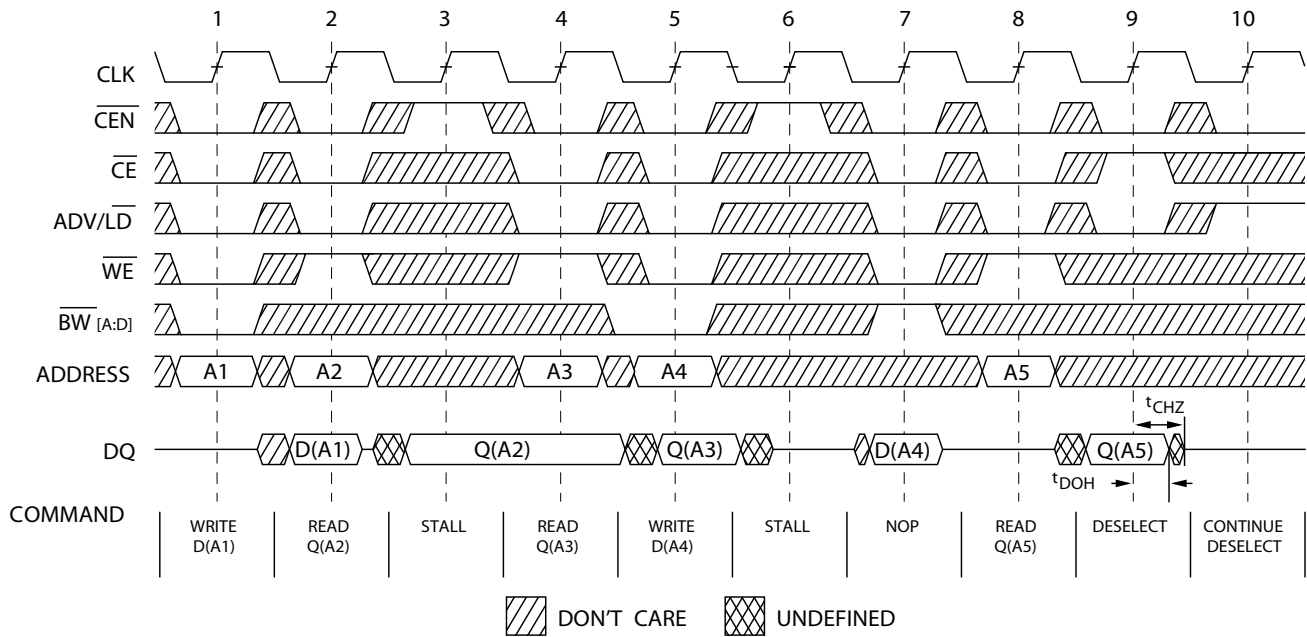 1 2 3 4 5 6 7 8 9 10
CLK
CEN
CE
ADV/LD
WE
BW [A:D]
ADDRESS A1 A2 A3 A4 A5
tCHZ
DQ D(A1) Q(A2) Q(A3) D(A4) Q(A5)
tDOH
COMMAND
WRITE READ STALL READ WRITE STALL NOP READ DESELECT CONTINUE
D(A1) Q(A2) Q(A3) D(A4) Q(A5) DESELECT
DON'T CARE UNDEFINED